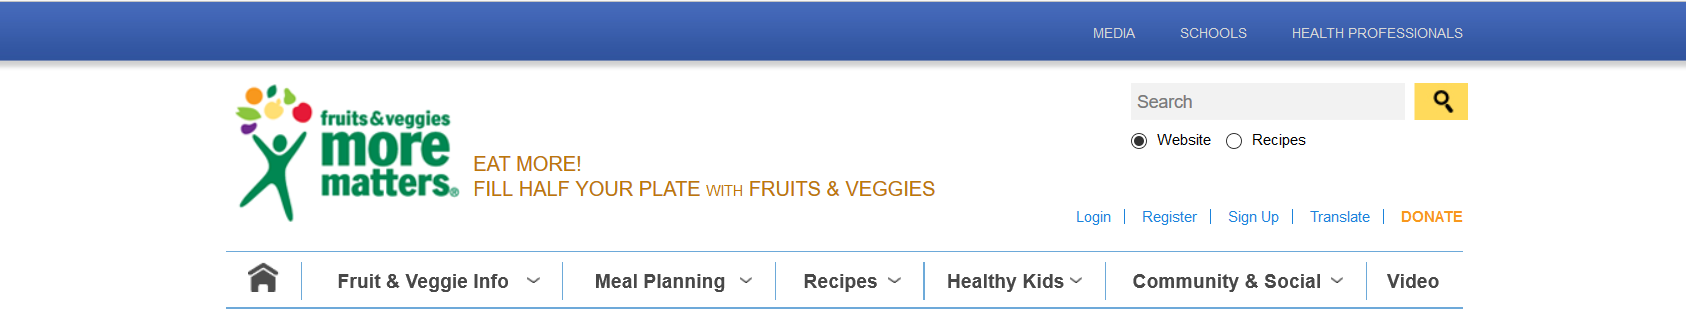 MEDIA SCHOOLS HEALTH PROFESSIONALS
fruits & veggies
more
matters®
EAT MORE!
FILL HALF YOUR PLATE WITH FRUITS & VEGGIES
Search
Website Recipes
Login Register Sign Up Translate DONATE
Fruit & Veggie Info Meal Planning Recipes Healthy Kids Community & Social Video